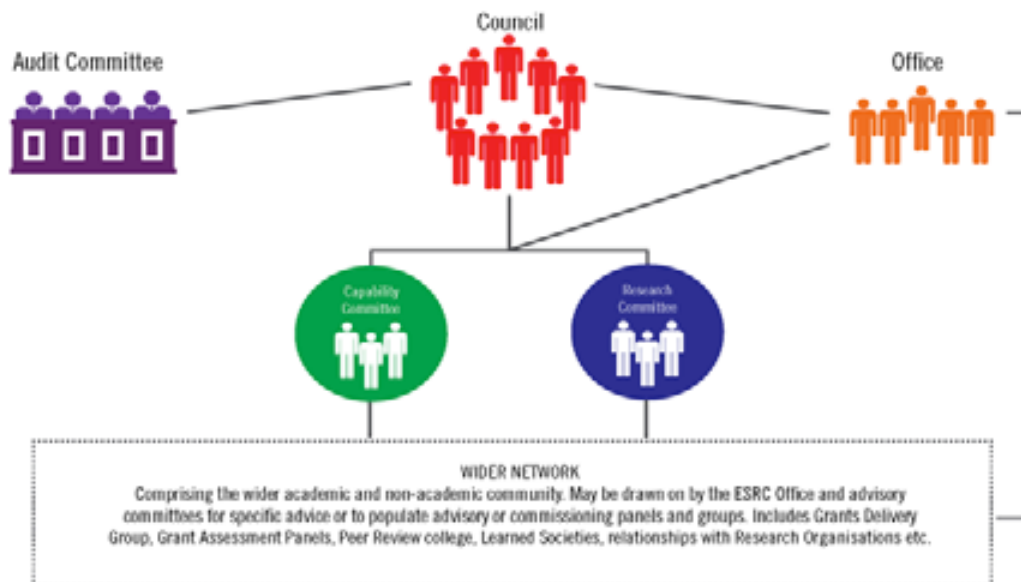 Council
Audit Committee
Office
Capability
Committee
Research
Committee
WIDER NETWORK
Comprising the wider academic and non-academic community. May be drawn on by the ESRC Office and advisory
committees for specific advice or to populate advisory or commissioning panels and groups. Includes Grants Delivery
Group, Grant Assessment Panels, Peer Review college, Learned Societies, relationships with Research Organisations etc.